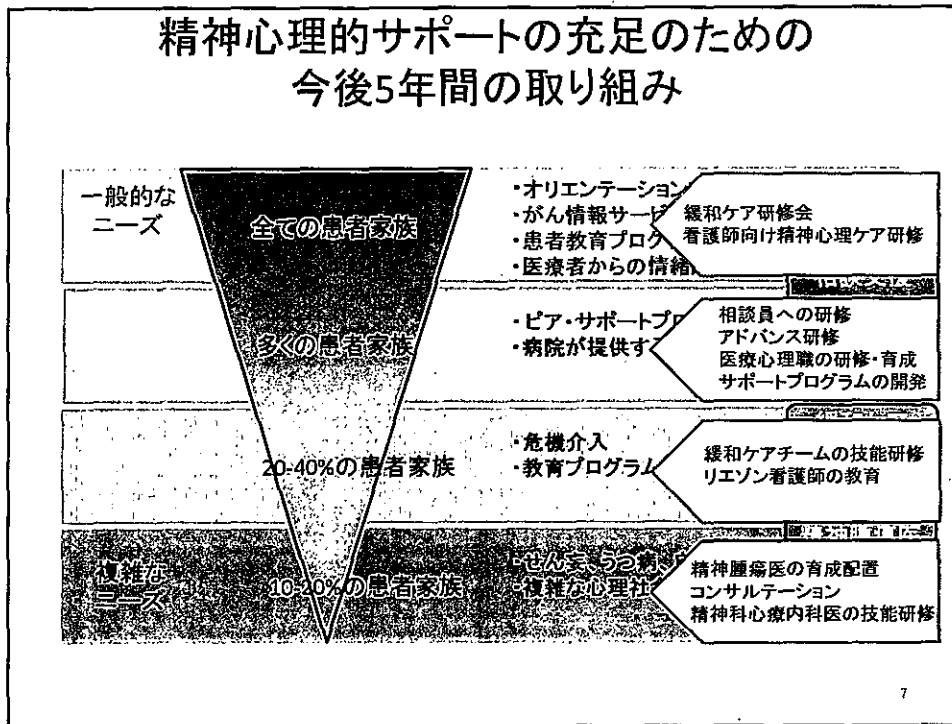 精神心理的サポートの充足のための
今後5年間の取り組み
一般的な
ニーズ
全ての患者家族
・オリエンテーション
・がん情報サービ
・患者教育プログ
・医療者からの情緒
緩和ケア研修会
看護師向け精神心理ケア研修
多くの患者家族
・ピア・サポートプロ
・病院が提供する
相談員への研修
アドバンス研修
医療心理職の研修・育成
サポートプログラムの開発
20-40%の患者家族
・危機介入
・教育プログラム
緩和ケアチームの技能研修
リエゾン看護師の教育
複雑な
ニーズ
10-20%の患者家族
・せん妄、うつ病、
・複雑な心理社
精神腫瘍医の育成配置
コンサルテーション
精神科心療内科医の技能研修
7